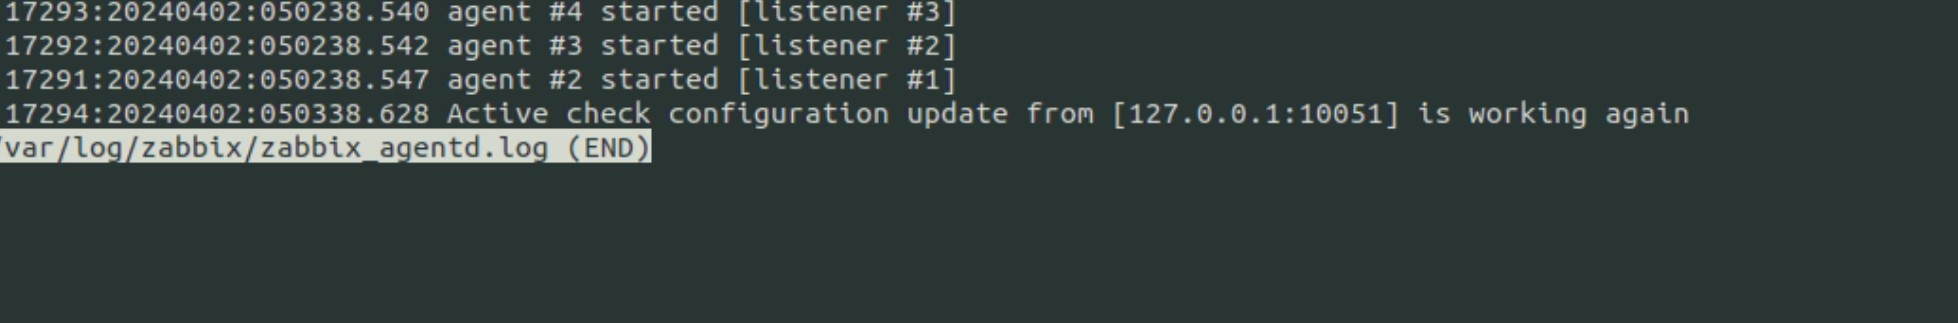 17293:20240402:050238.540 agent #4 started [listener #3]
17292:20240402:050238.542 agent #3 started [listener #2]
17291:20240402:050238.547 agent #2 started [listener #1]
17294:20240402:050338.628 Active check configuration update from [127.0.0.1:10051] is working again
/var/log/zabbix/zabbix_agentd.log (END)